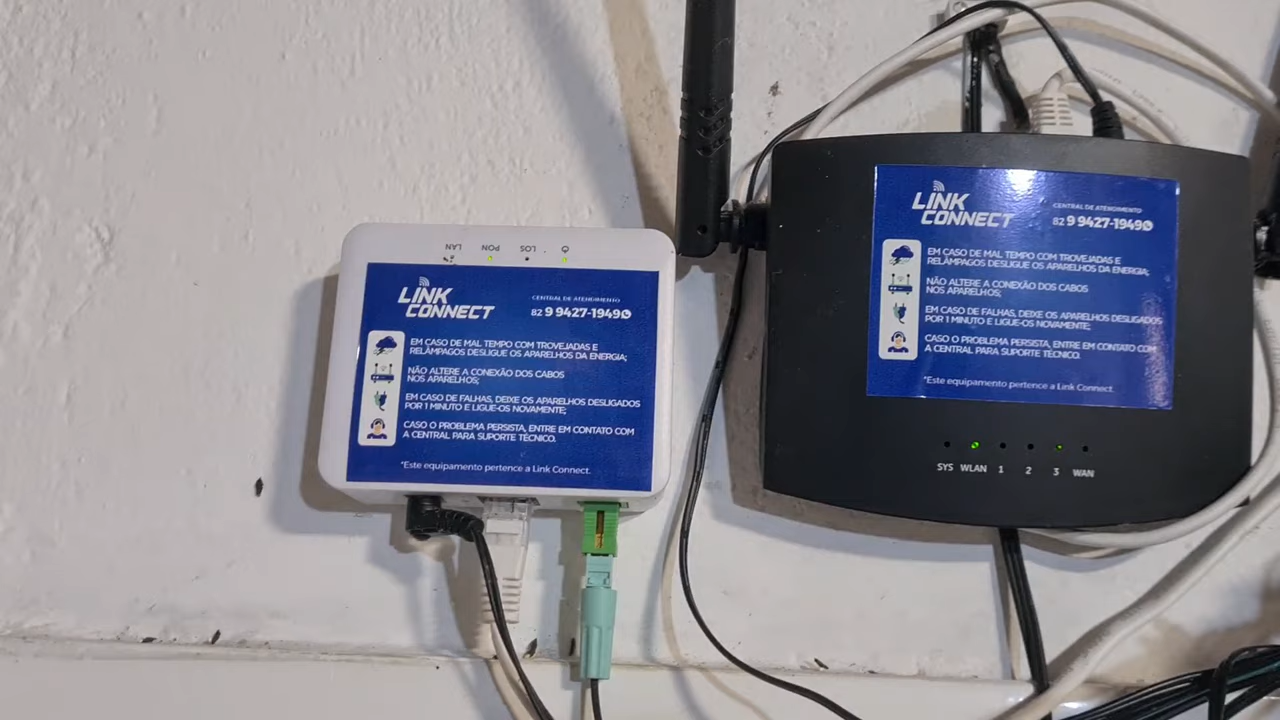 LAN PON LOS
LINK
CONNECT
CENTRAL DE ATENDIMENTO
82 9 9427-1949
EM CASO DE MAL TEMPO COM TROVEJADAS E
RELÂMPAGOS DESLIGUE OS APARELHOS DA ENERGIA;
NÃO ALTERE A CONEXÃO DOS CABOS
NOS APARELHOS;
EM CASO DE FALHAS, DEIXE OS APARELHOS DESLIGADOS
POR 1 MINUTO E LIGUE-OS NOVAMENTE;
CASO O PROBLEMA PERSISTA, ENTRE EM CONTATO COM
A CENTRAL PARA SUPORTE TÉCNICO.
*Este equipamento pertence a Link Connect.
LINK
CONNECT
CENTRAL DE ATENDIMENTO
82 9 9427-1949
EM CASO DE MAL TEMPO COM TROVEJADAS E
RELÂMPAGOS DESLIGUE OS APARELHOS DA ENERGIA;
NÃO ALTERE A CONEXÃO DOS CABOS
NOS APARELHOS;
EM CASO DE FALHAS, DEIXE OS APARELHOS DESLIGADOS
POR 1 MINUTO E LIGUE-OS NOVAMENTE;
CASO O PROBLEMA PERSISTA, ENTRE EM CONTATO COM
A CENTRAL PARA SUPORTE TÉCNICO.
*Este equipamento pertence a Link Connect.
SYS WLAN 1 2 3 WAN